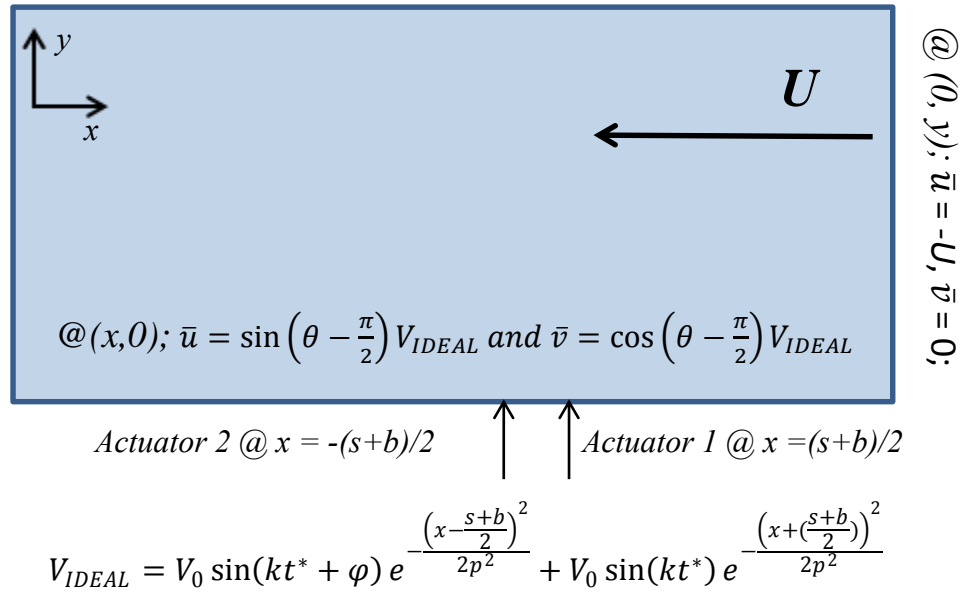 y
x
U
@ (0, y); ū = -U, v̄ = 0;
@(x,0); ū = sin(θ − π/2) V_IDEAL and v̄ = cos(θ − π/2) V_IDEAL
Actuator 2 @ x = -(s+b)/2
Actuator 1 @ x =(s+b)/2
V_IDEAL = V_0 sin(kt* + φ) e^{−(x−(s+b)/2)^2/(2p^2)} + V_0 sin(kt*) e^{−(x+((s+b)/2))^2/(2p^2)}